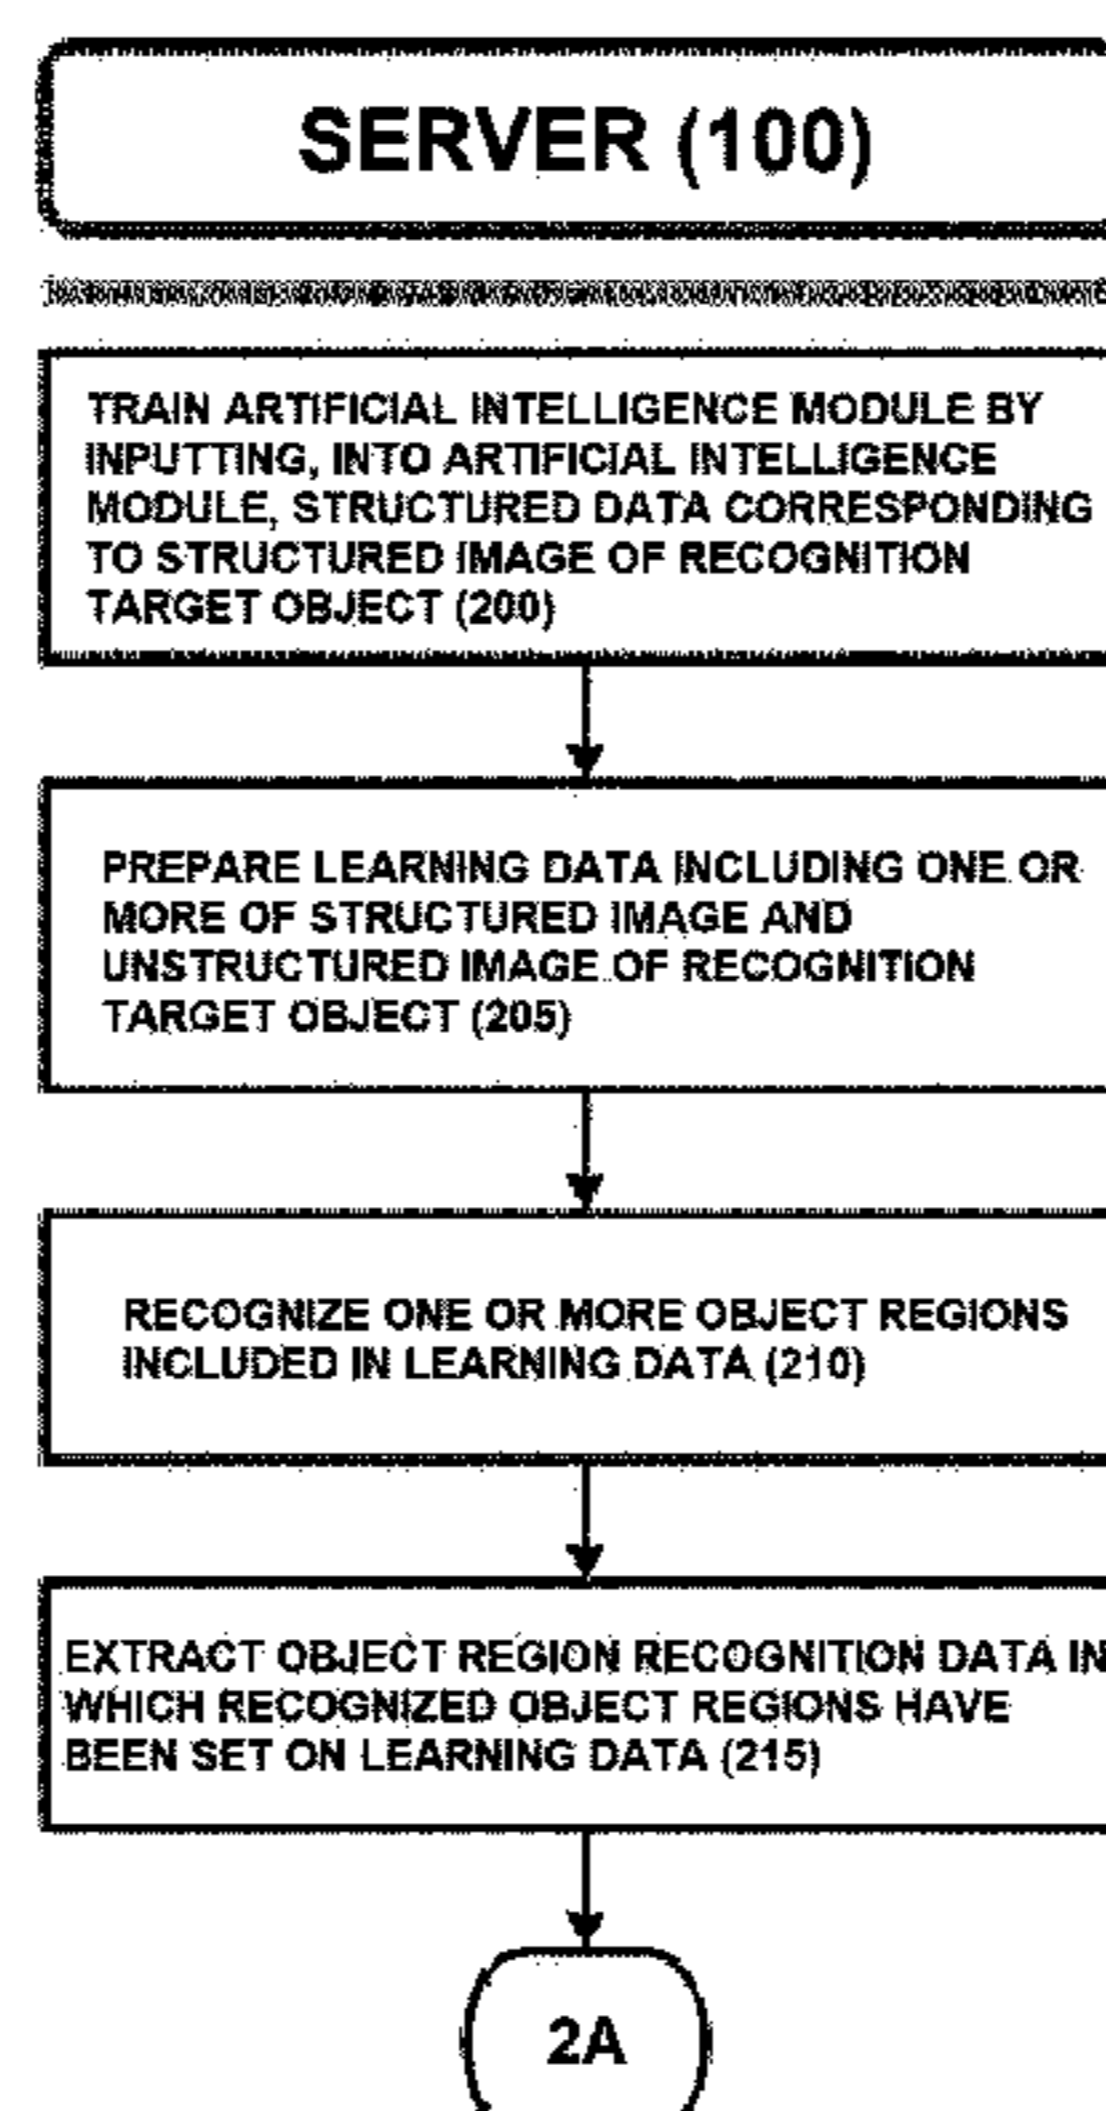 SERVER (100)
TRAIN ARTIFICIAL INTELLIGENCE MODULE BY
INPUTTING, INTO ARTIFICIAL INTELLIGENCE
MODULE, STRUCTURED DATA CORRESPONDING
TO STRUCTURED IMAGE OF RECOGNITION
TARGET OBJECT (200)
PREPARE LEARNING DATA INCLUDING ONE OR
MORE OF STRUCTURED IMAGE AND
UNSTRUCTURED IMAGE OF RECOGNITION
TARGET OBJECT (205)
RECOGNIZE ONE OR MORE OBJECT REGIONS
INCLUDED IN LEARNING DATA (210)
EXTRACT OBJECT REGION RECOGNITION DATA IN
WHICH RECOGNIZED OBJECT REGIONS HAVE
BEEN SET ON LEARNING DATA (215)
2A